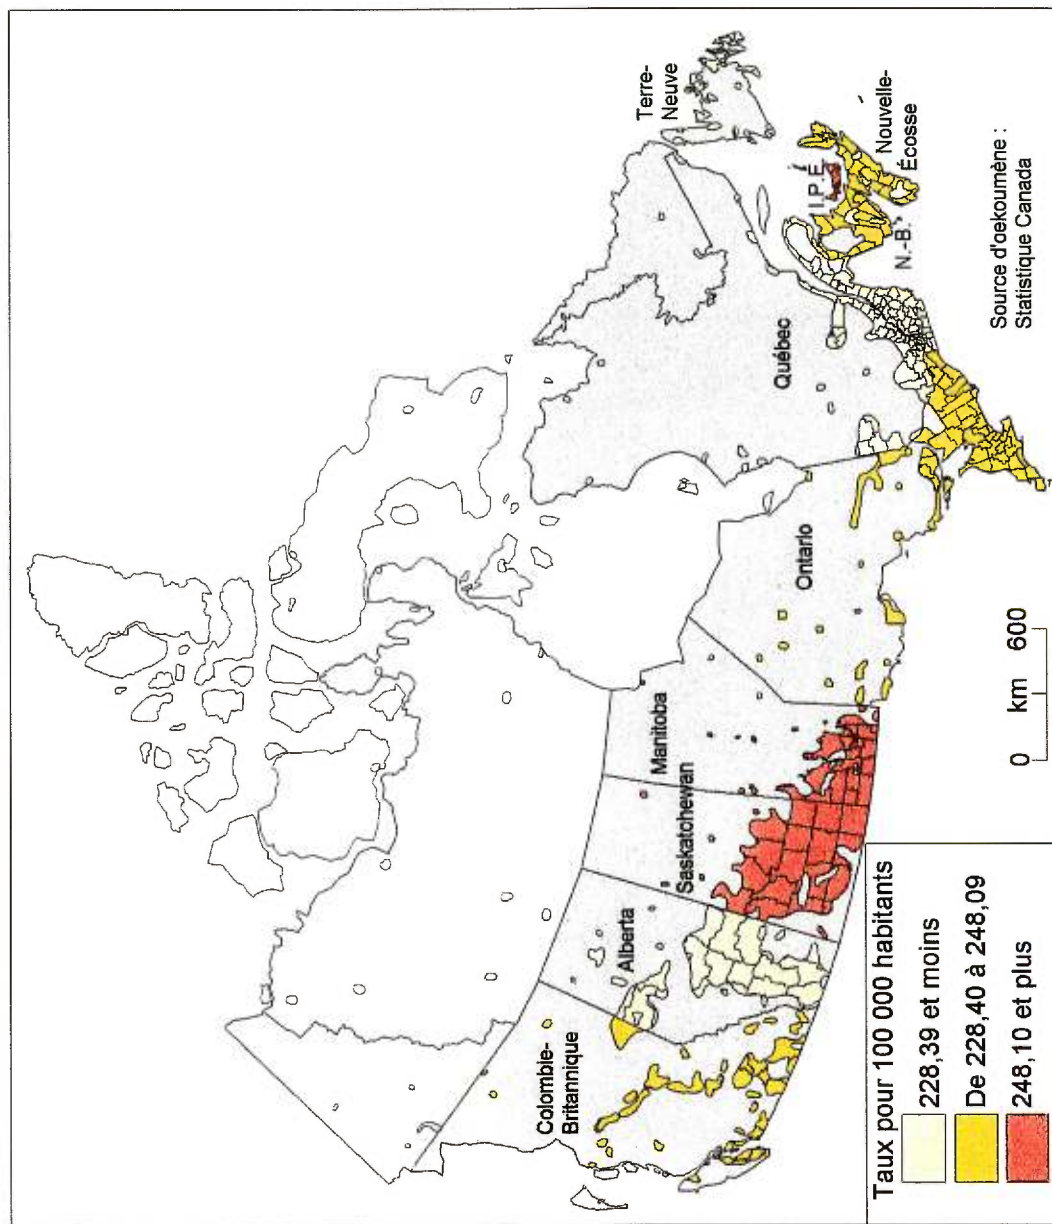 Colombie-
Britannique
Alberta
Saskatchewan
Manitoba
Ontario
Québec
Terre-
Neuve
I.P.É.
N.-B.
Nouvelle-
Écosse
Source d'oekoumène :
Statistique Canada
Taux pour 100 000 habitants
228,39 et moins
De 228,40 à 248,09
248,10 et plus
0 km 600